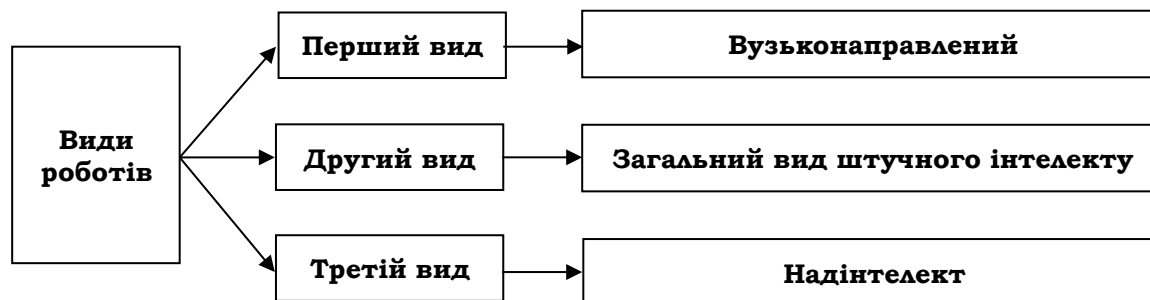 Види
роботів
Перший вид
Вузьконаправлений
Другий вид
Загальний вид штучного інтелекту
Третій вид
Надінтелект